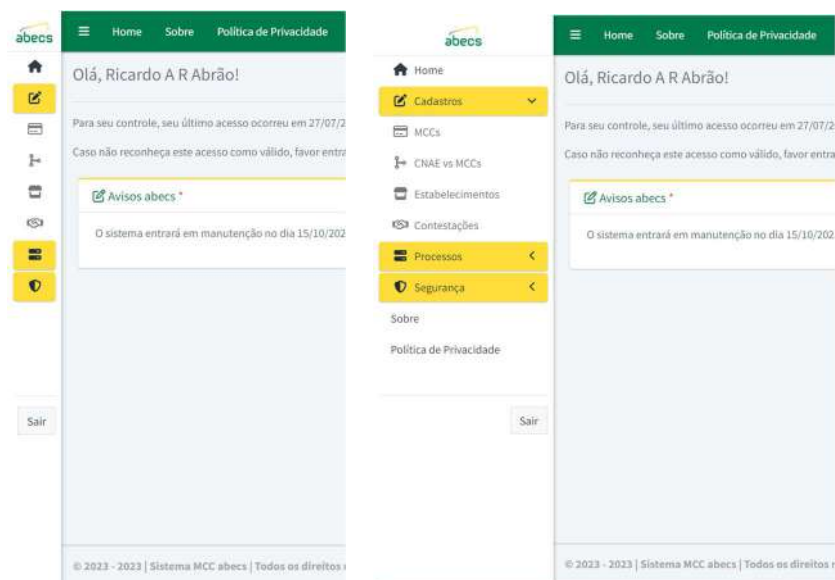 abecs
Home Sobre Política de Privacidade
Olá, Ricardo A R Abrão!
Para seu controle, seu último acesso ocorreu em 27/07/2
Caso não reconheça este acesso como válido, favor entra
Avisos abecs *
O sistema entrará em manutenção no dia 15/10/202
Sair
© 2023 - 2023 | Sistema MCC abecs | Todos os direitos
abecs
Home
Cadastros
MCCs
CNAE vs MCCs
Estabelecimentos
Contestações
Processos
Segurança
Sobre
Política de Privacidade
Sair
Home Sobre Política de Privacidade
Olá, Ricardo A R Abrão!
Para seu controle, seu último acesso ocorreu em 27/07/2
Caso não reconheça este acesso como válido, favor entra
Avisos abecs *
O sistema entrará em manutenção no dia 15/10/202
© 2023 - 2023 | Sistema MCC abecs | Todos os direitos